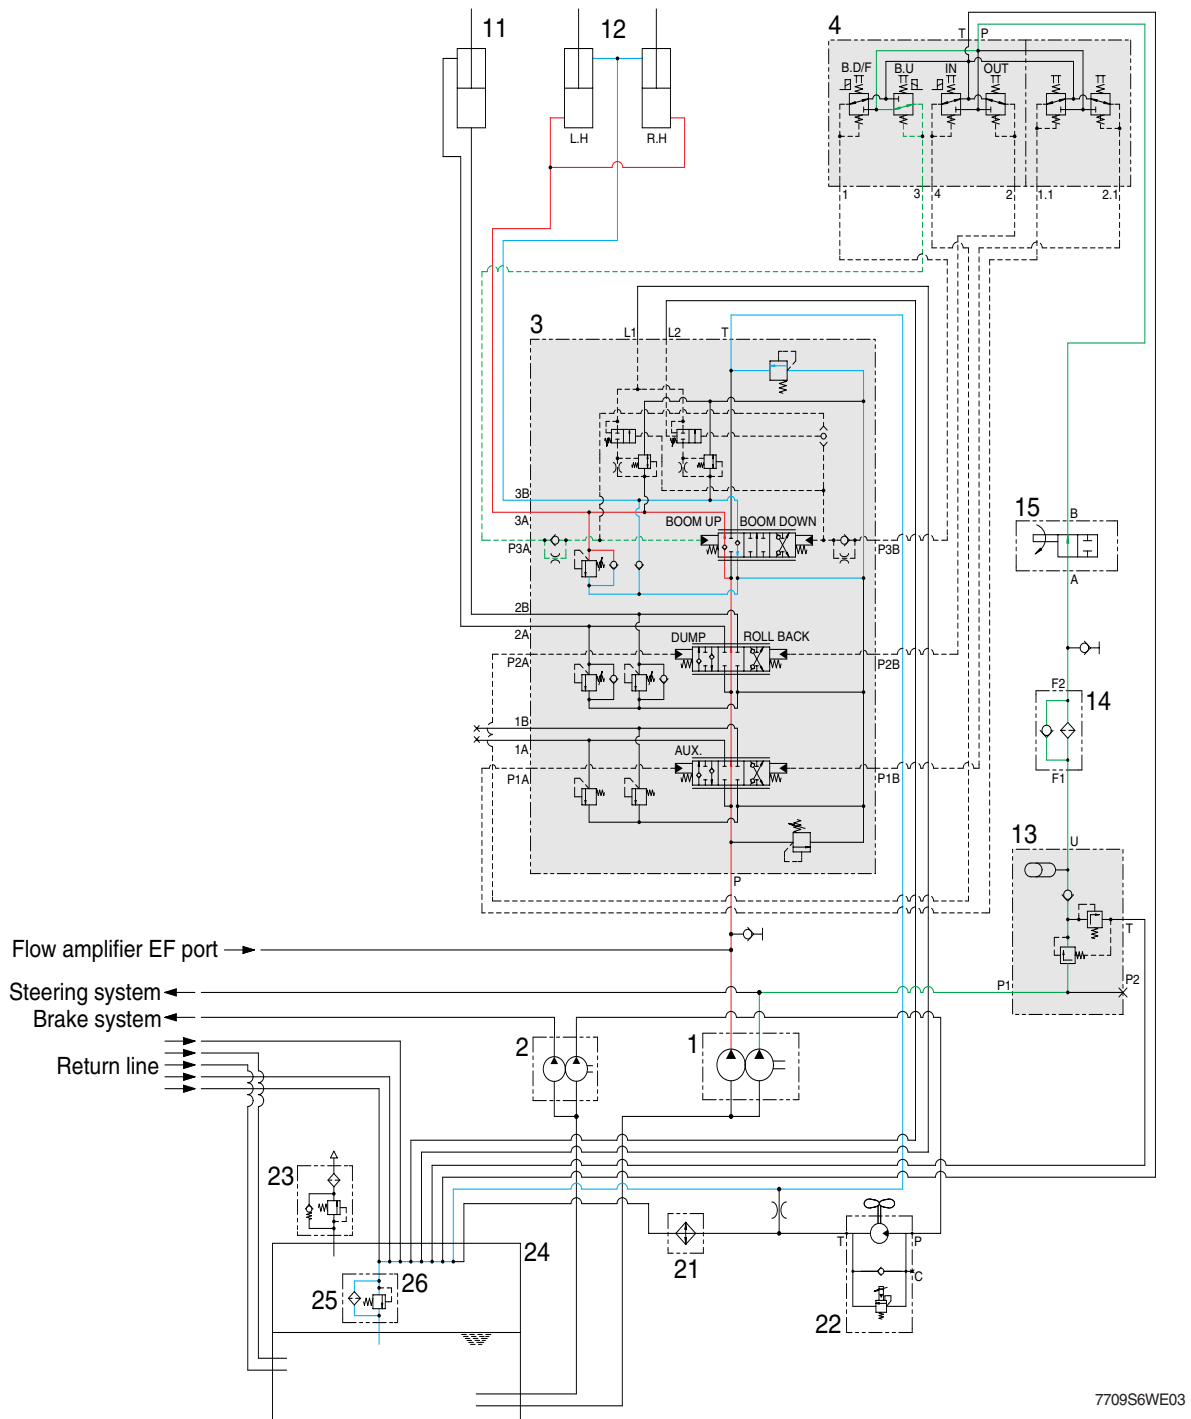 11
12
4
T P
B.D/F B.U IN OUT
L.H R.H
1 3 4 2 1.1 2.1
3
L1 L2 T
3B
15
B
3A
BOOM UP BOOM DOWN
P3A
P3B
A
2B
2A
DUMP ROLL BACK
P2A
P2B
F2
14
1B
1A
AUX.
P1A
P1B
F1
13
U
P
T
Flow amplifier EF port
P1
P2
Steering system
Brake system
2
1
Return line
23
24
T
P
26
25
21
C
22
7709S6WE03